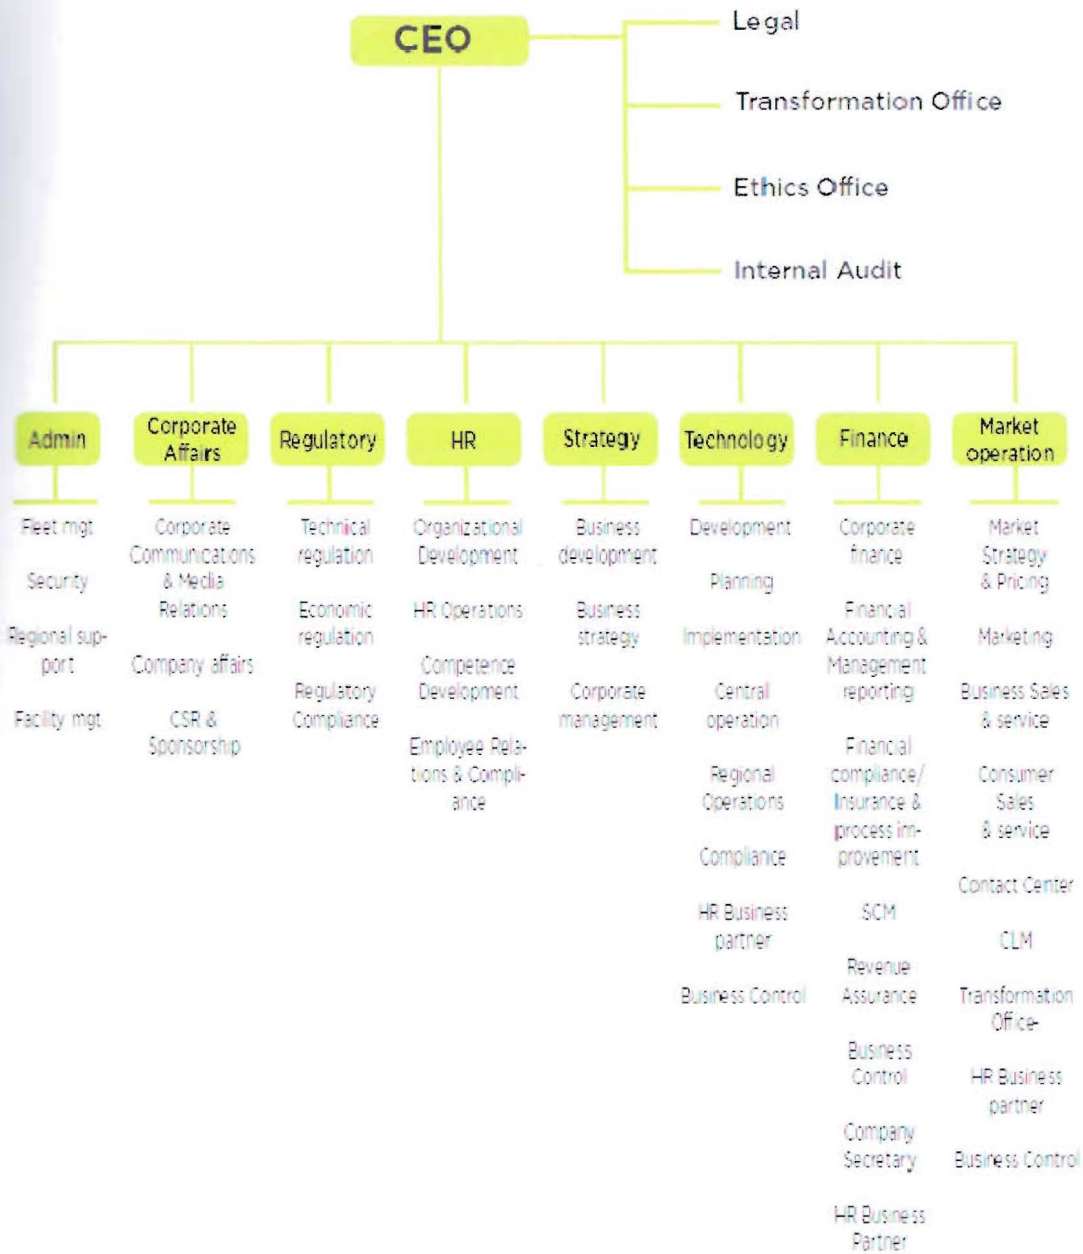 CEO
Legal
Transformation Office
Ethics Office
Internal Audit
Admin
Fleet mgt
Security
Regional sup-
port
Facility mgt
Corporate
Affairs
Corporate
Communications
& Media
Relations
Company affairs
CSR &
Sponsorship
Regulatory
Technical
regulation
Economic
regulation
Regulatory
Compliance
HR
Organizational
Development
HR Operations
Competence
Development
Employee Rela-
tions & Compli-
ance
Strategy
Business
development
Business
strategy
Corporate
management
Technology
Development
Planning
Implementation
Central
operation
Regional
Operations
Compliance
HR Business
partner
Business Control
Finance
Corporate
finance
Financial
Accounting &
Management
reporting
Financial
compliance/
Insurance &
process im-
provement
SCM
Revenue
Assurance
Business
Control
Company
Secretary
HR Business
Partner
Market
operation
Market
Strategy
& Pricing
Marketing
Business Sales
& service
Consumer
Sales
& service
Contact Center
CLM
Transformation
Office-
HR Business
partner
Business Control